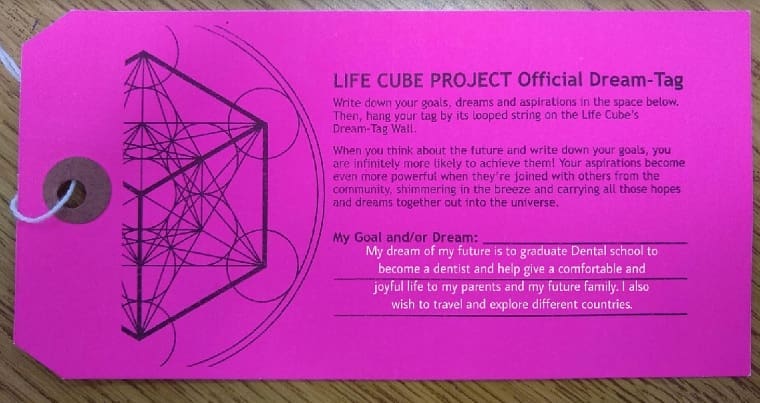 LIFE CUBE PROJECT Official Dream-Tag
Write down your goals, dreams and aspirations in the space below.
Then, hang your tag by its looped string on the Life Cube's
Dream-Tag Wall.
When you think about the future and write down your goals, you
are infinitely more likely to achieve them! Your aspirations become
even more powerful when they're joined with others from the
community, shimmering in the breeze and carrying all those hopes
and dreams together out into the universe.
My Goal and/or Dream:
My dream of my future is to graduate Dental school to
become a dentist and help give a comfortable and
joyful life to my parents and my future family. I also
wish to travel and explore different countries.